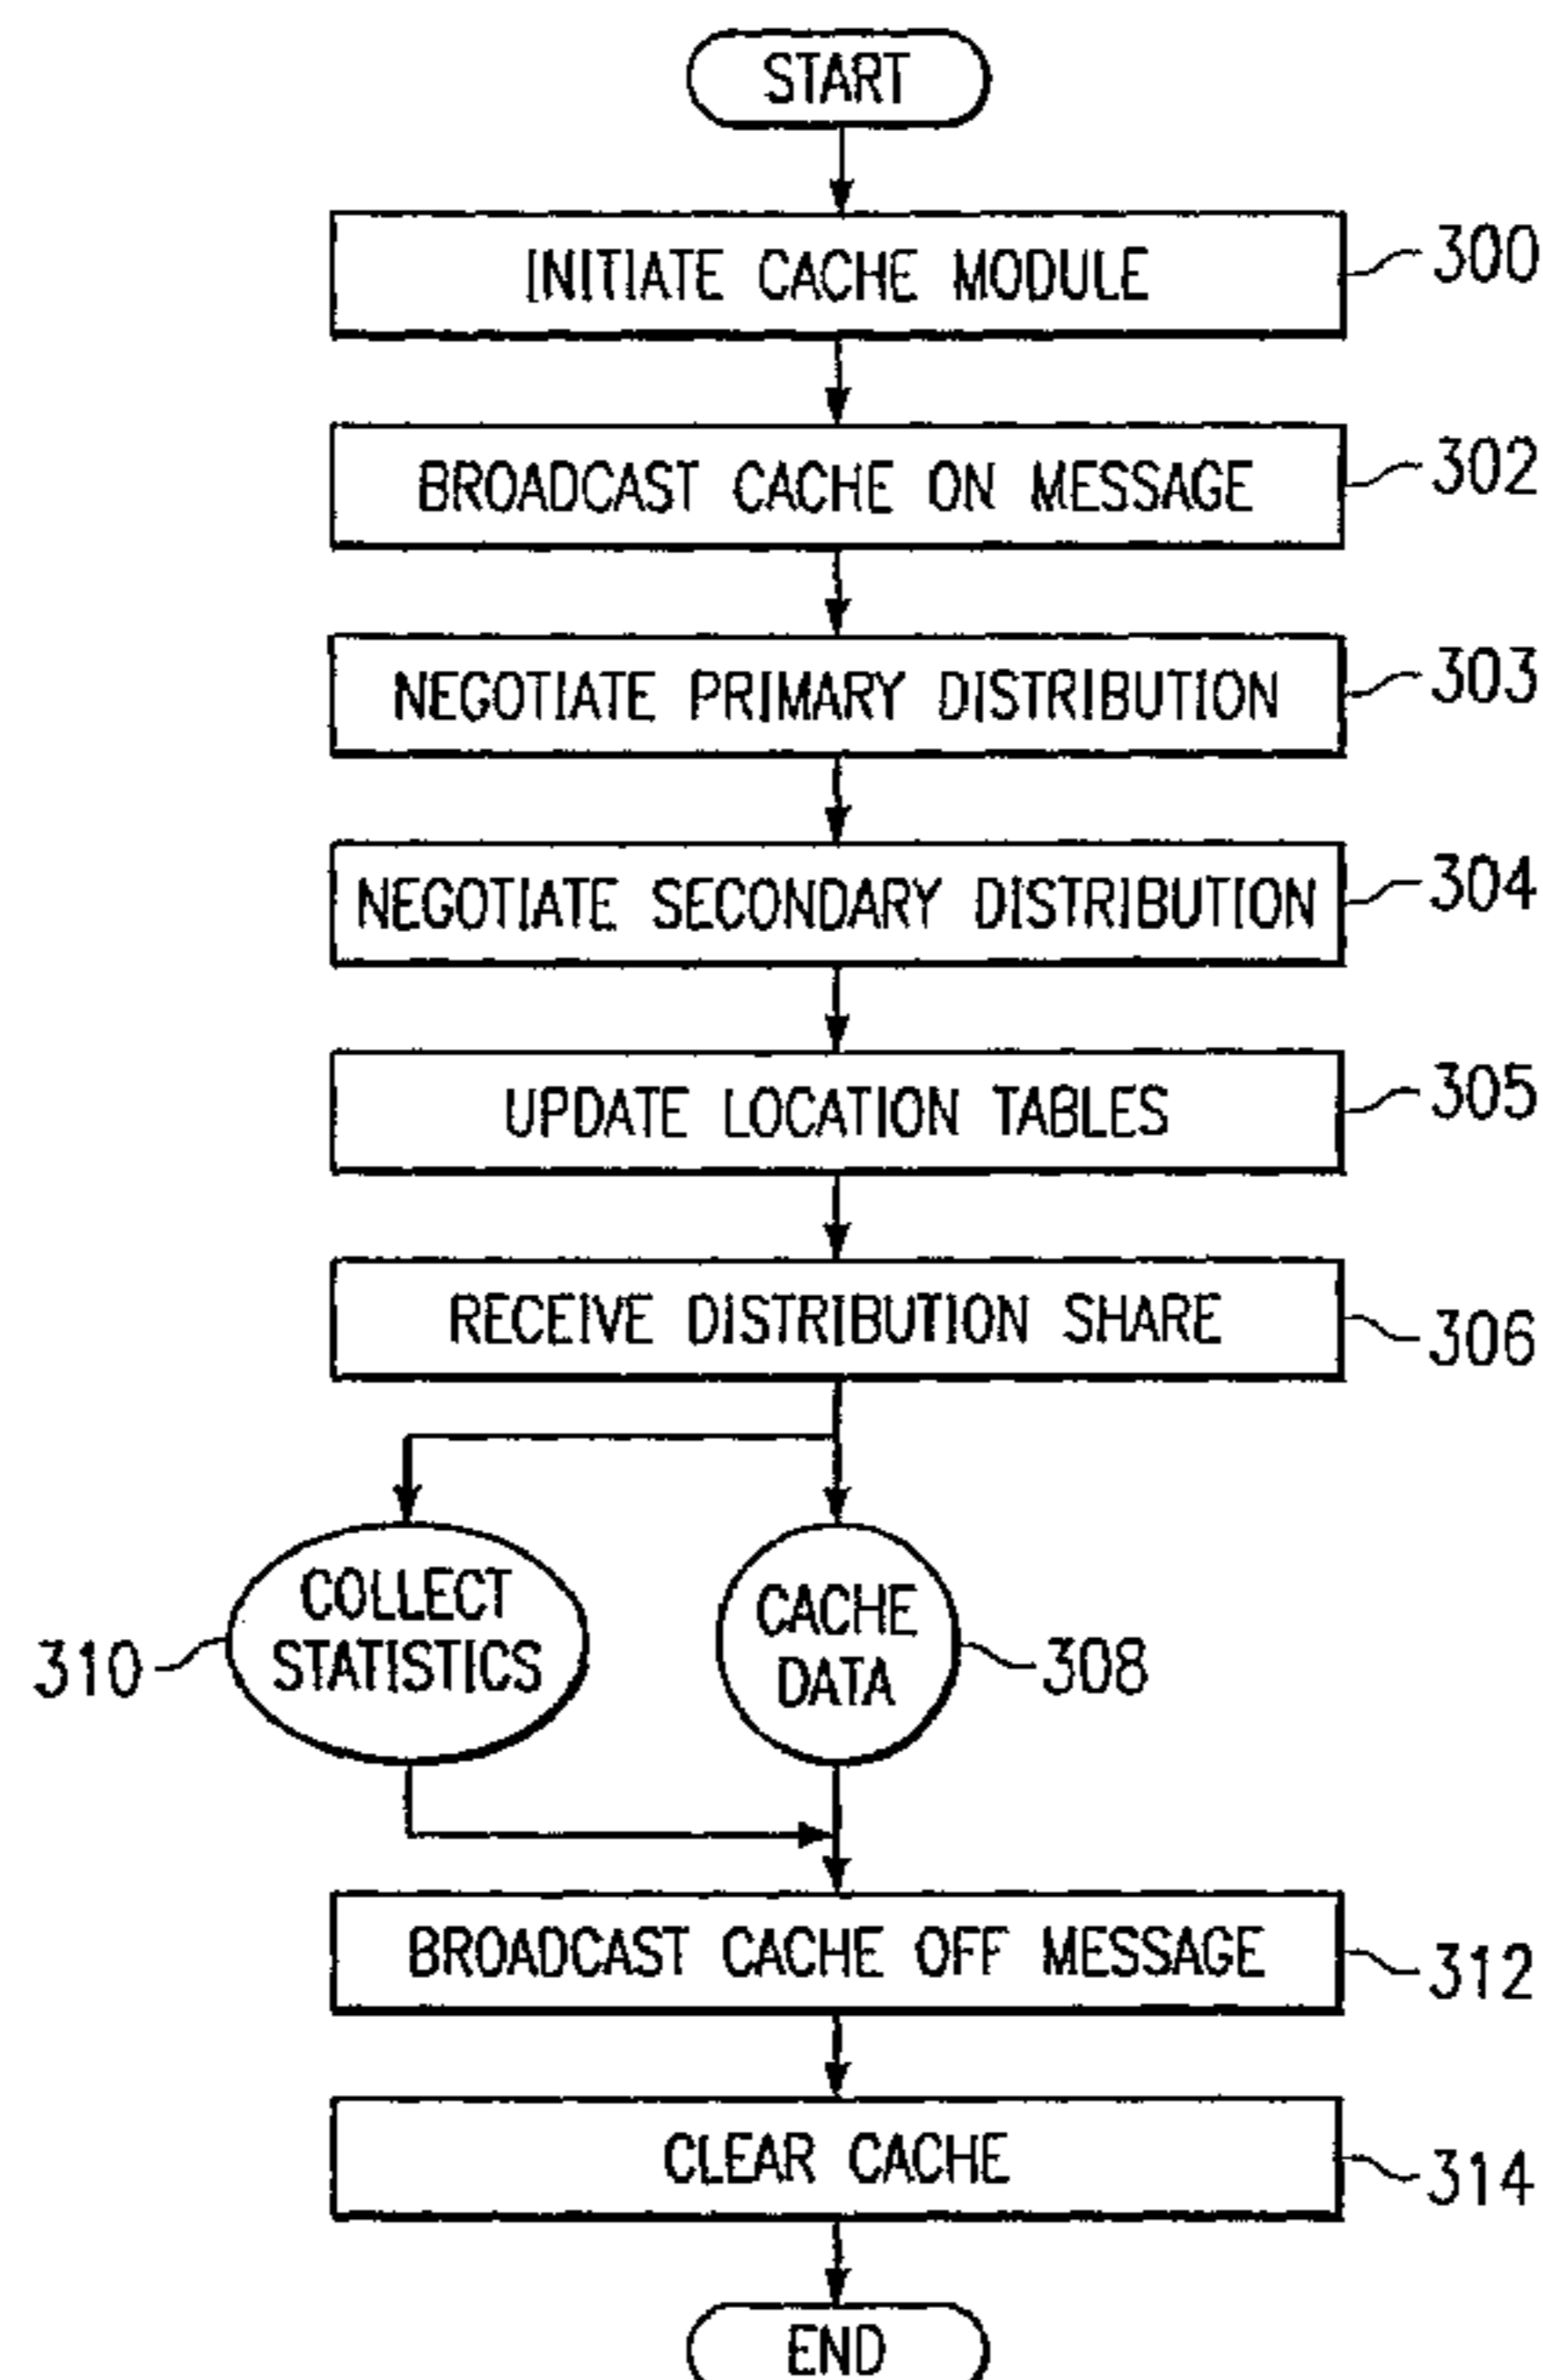 START
INITIATE CACHE MODULE
300
BROADCAST CACHE ON MESSAGE
302
NEGOTIATE PRIMARY DISTRIBUTION
303
NEGOTIATE SECONDARY DISTRIBUTION
304
UPDATE LOCATION TABLES
305
RECEIVE DISTRIBUTION SHARE
306
310
COLLECT
STATISTICS
CACHE
DATA
308
BROADCAST CACHE OFF MESSAGE
312
CLEAR CACHE
314
END